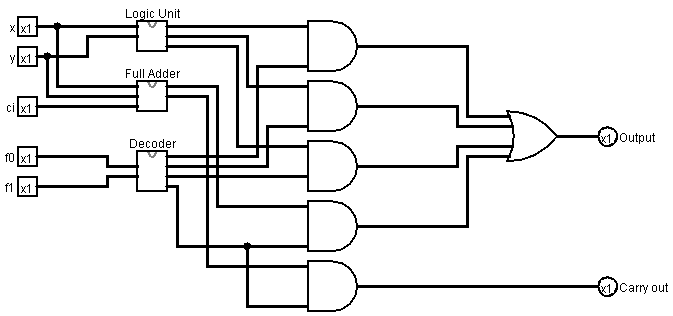 Logic Unit
x x1
y x1
Full Adder
ci x1
Decoder
f0 x1
f1 x1
x1 Output
x1 Carry out